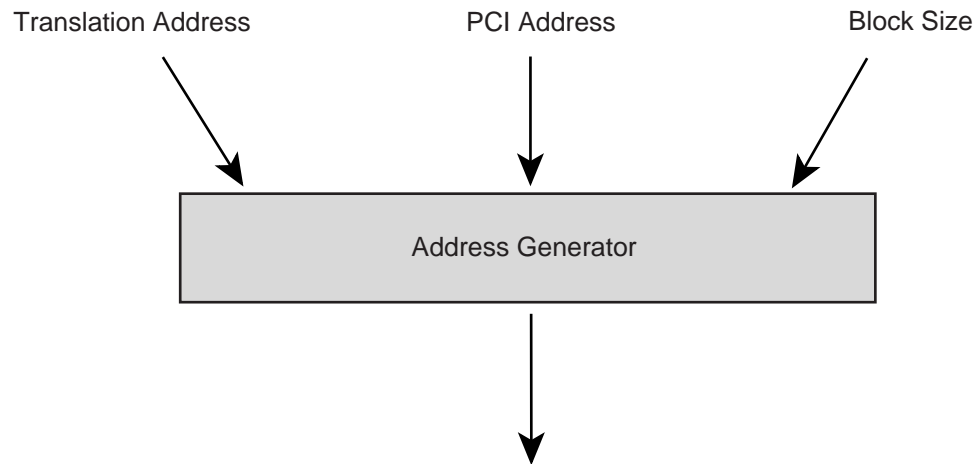 Translation Address
PCI Address
Block Size
Address Generator